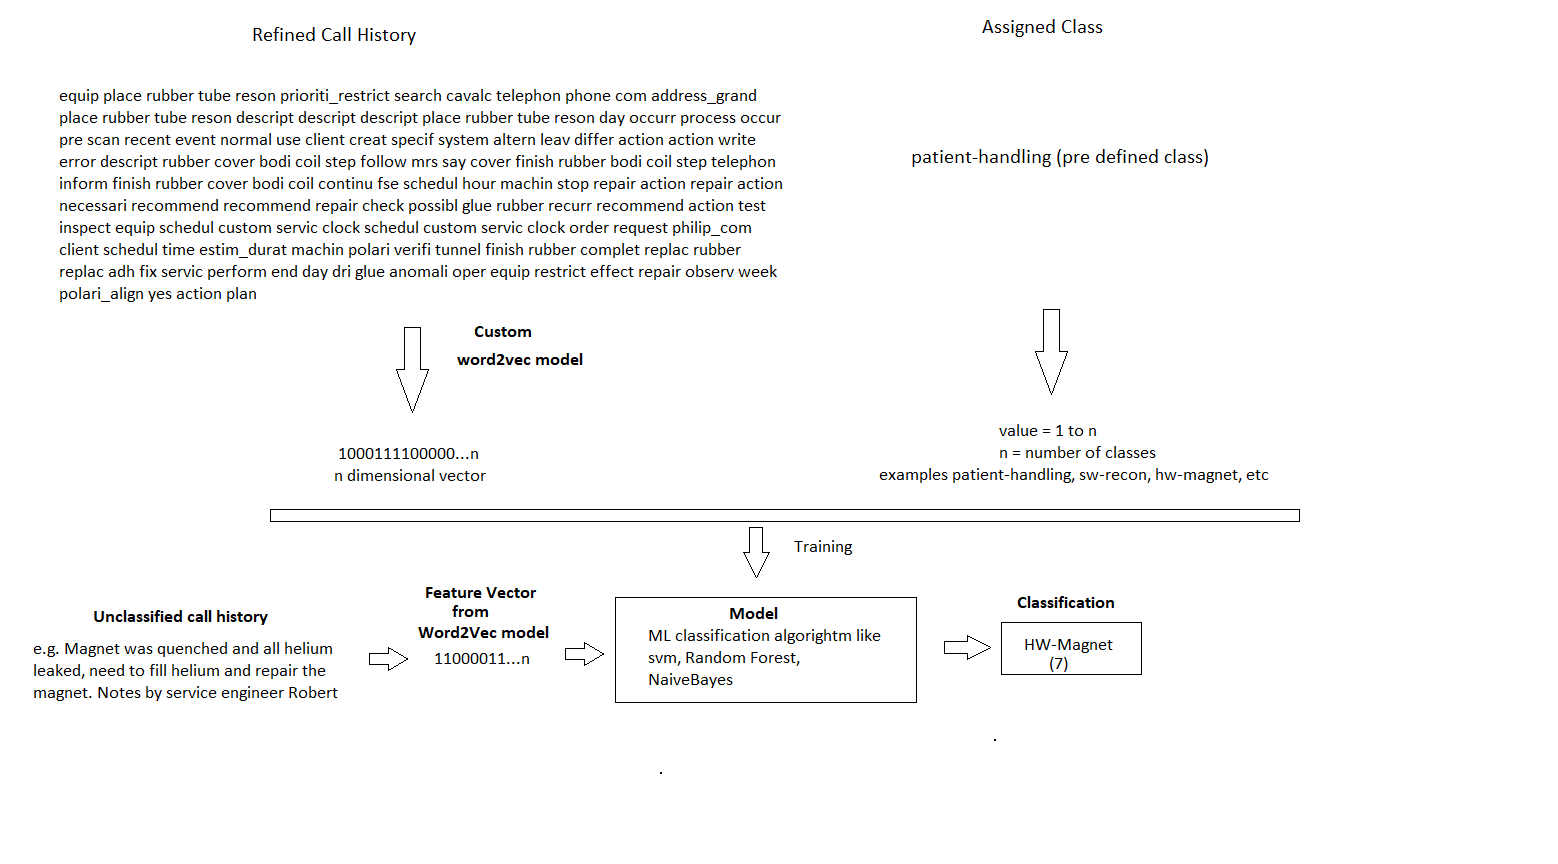 Refined Call History
Assigned Class
equip place rubber tube reson prioriti_restrict search cavalc telephon phone com address_grand
place rubber tube reson descript descript descript place rubber tube reson day occurr process occur
pre scan recent event normal use client creat specif system altern leav differ action action write
error descript rubber cover bodi coil step follow mrs say cover finish rubber bodi coil step telephon
inform finish rubber cover bodi coil continu fse schedul hour machin stop repair action repair action
necessari recommend recommend repair check possibl glue rubber recurr recommend action test
inspect equip schedul custom servic clock schedul custom servic clock order request philip_com
client schedul time estim_durat machin polari verifi tunnel finish rubber complet replac rubber
replac adh fix servic perform end day dri glue anomali oper equip restrict effect repair observ week
polari_align yes action plan
patient-handling (pre defined class)
Custom
word2vec model
1000111100000...n
n dimensional vector
value = 1 to n
n = number of classes
examples patient-handling, sw-recon, hw-magnet, etc
Training
Unclassified call history
e.g. Magnet was quenched and all helium
leaked, need to fill helium and repair the
magnet. Notes by service engineer Robert
Feature Vector
from
Word2Vec model
11000011...n
Model
ML classification algorightm like
svm, Random Forest,
NaiveBayes
Classification
HW-Magnet
(7)